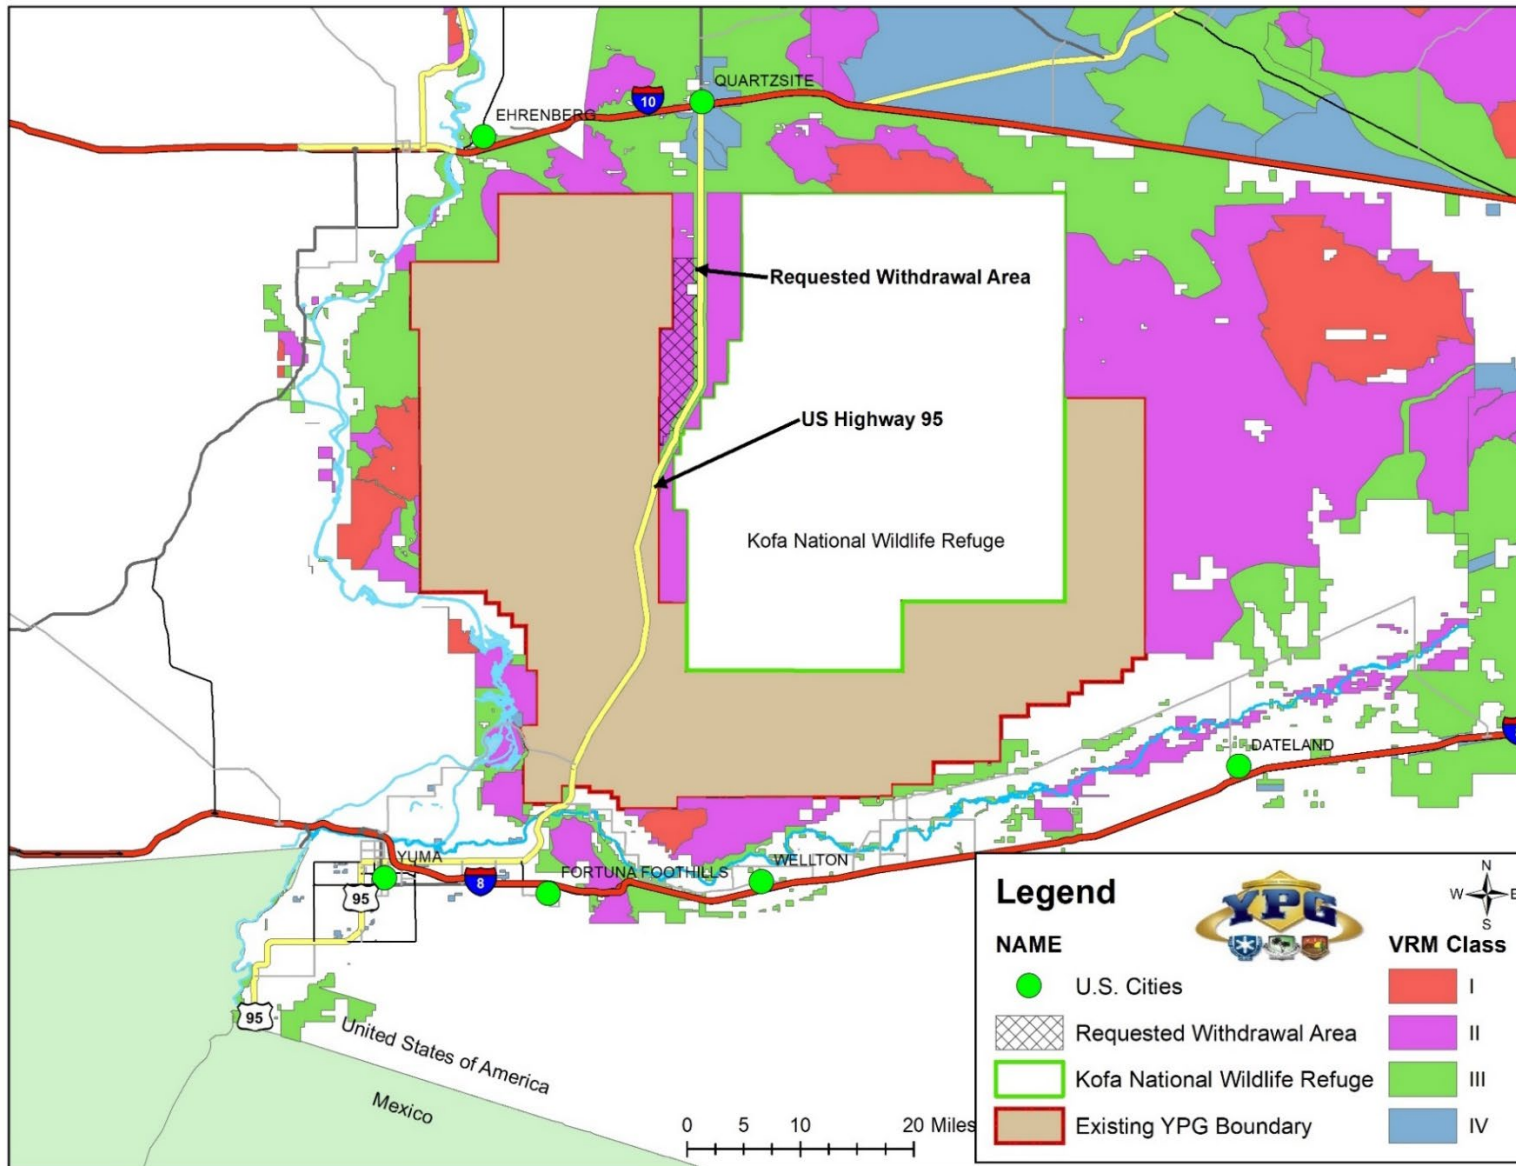 QUARTZSITE
10
EHRENBERG
Requested Withdrawal Area
US Highway 95
Kofa National Wildlife Refuge
DATELAND
YUMA
WELLTON
FORTUNA FOOTHILLS
8
95
95
United States of America
Mexico
0 5 10 20 Miles
Legend
YPG
N
W E
S
NAME
VRM Class
U.S. Cities
I
Requested Withdrawal Area
II
Kofa National Wildlife Refuge
III
Existing YPG Boundary
IV